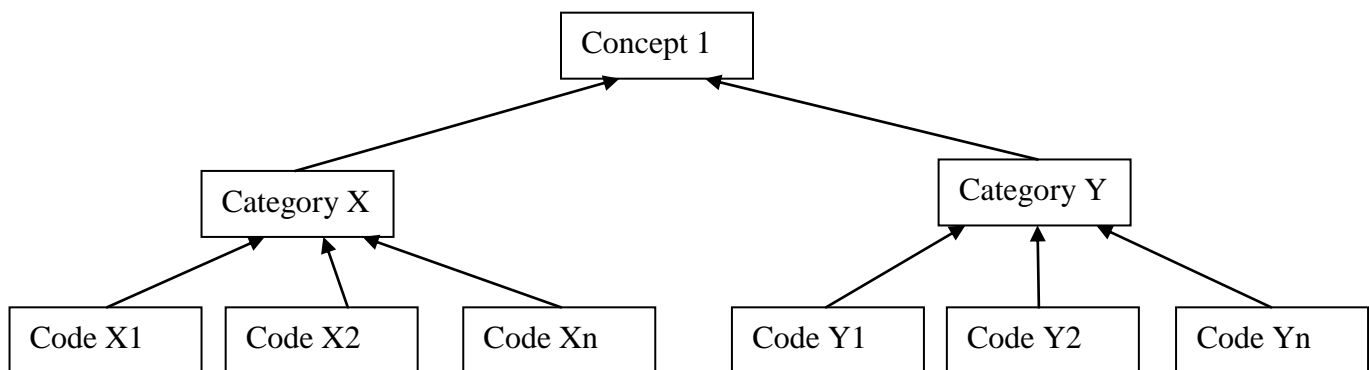 Concept 1
Category X
Category Y
Code X1
Code X2
Code Xn
Code Y1
Code Y2
Code Yn